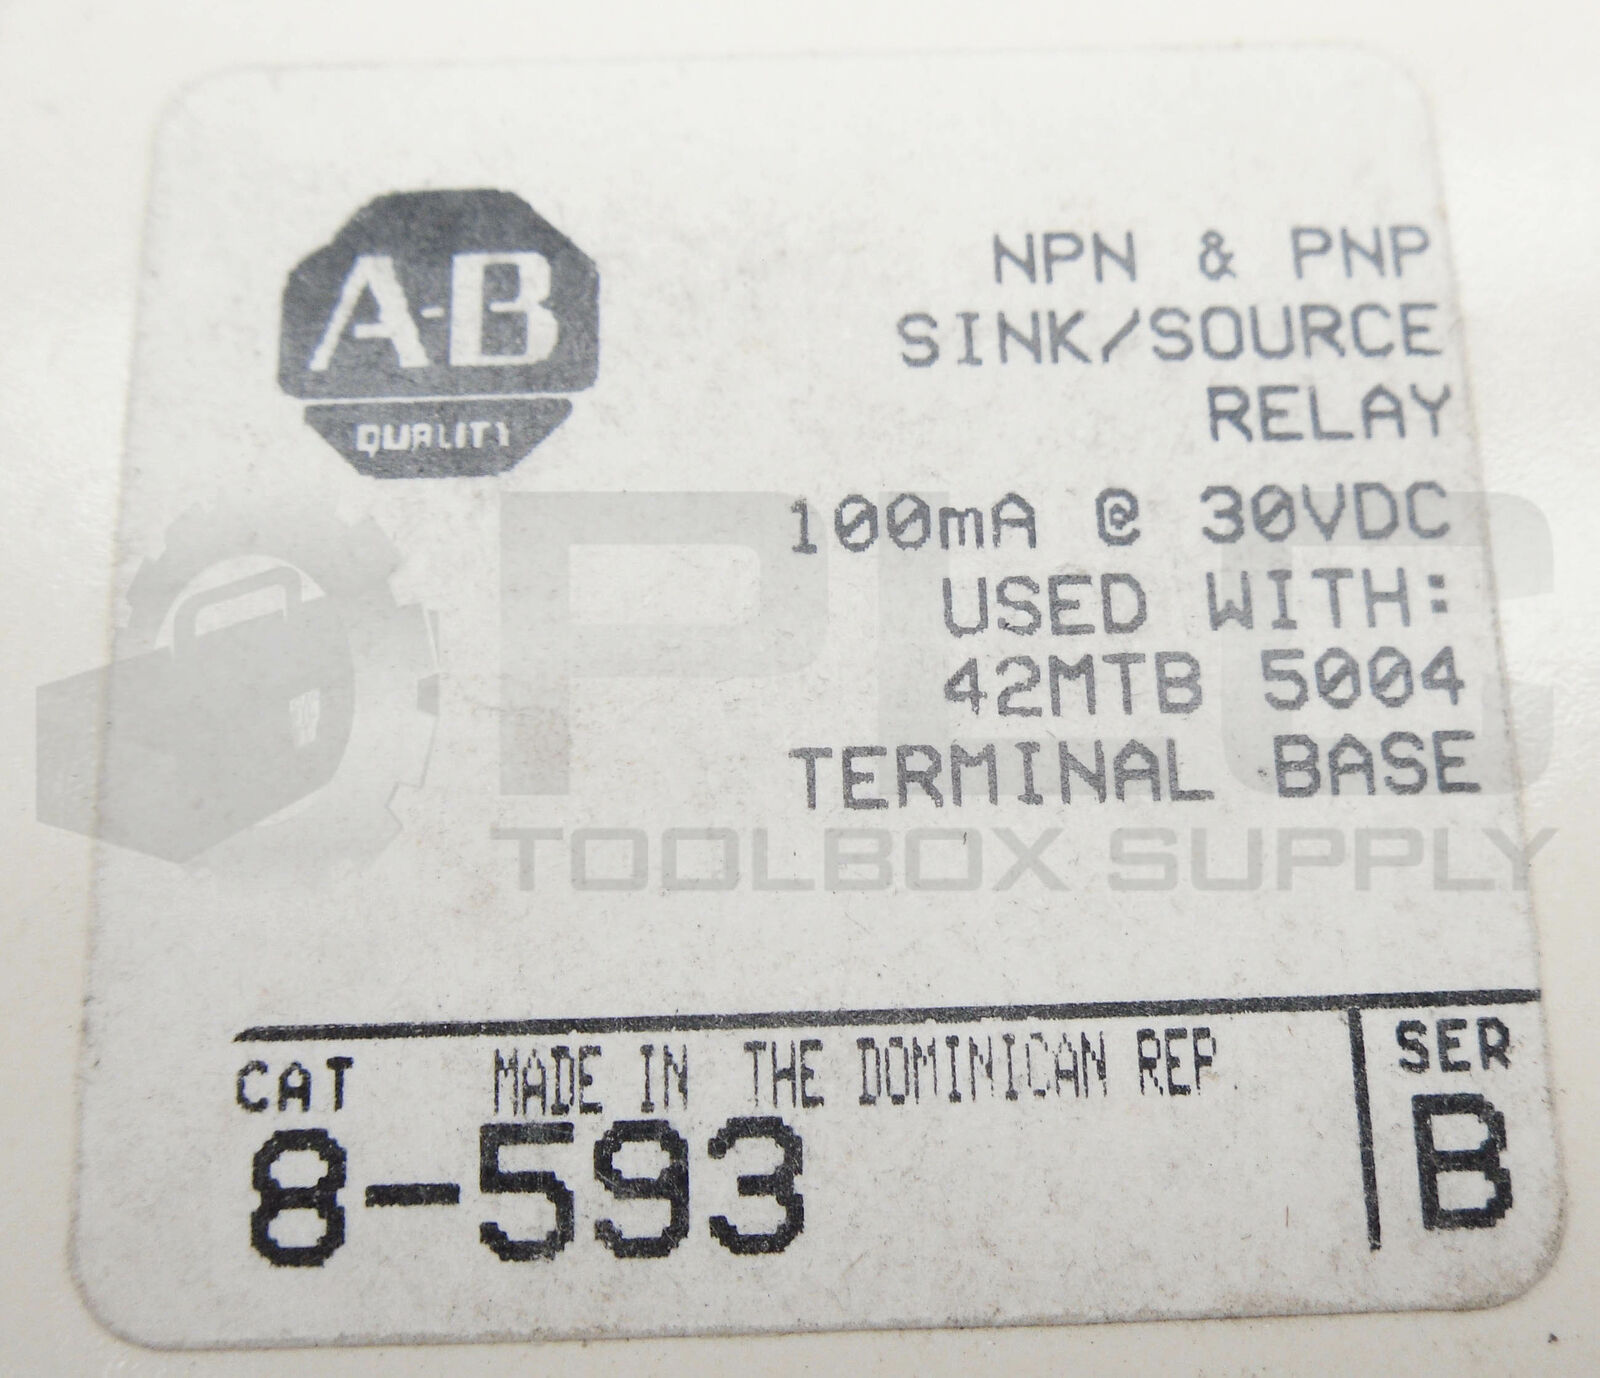 A-B
QUALITY
NPN & PNP
SINK/SOURCE
RELAY
100mA @ 30VDC
USED WITH:
42MTB 5004
TERMINAL BASE
PLC
TOOLBOX SUPPLY
CAT MADE IN THE DOMINICAN REP. SER
8-593 B